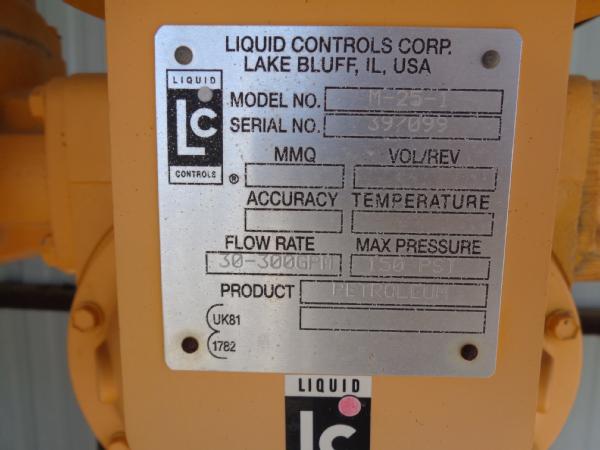 LIQUID CONTROLS CORP.
LAKE BLUFF, IL, USA
LIQUID
LC
CONTROLS
®
MODEL NO. M-25-1
SERIAL NO. 397099
MMQ VOL/REV
ACCURACY TEMPERATURE
FLOW RATE MAX PRESSURE
30-300GPM 150 PSI
PRODUCT PETROLEUM
UK81
1782
LIQUID
LC